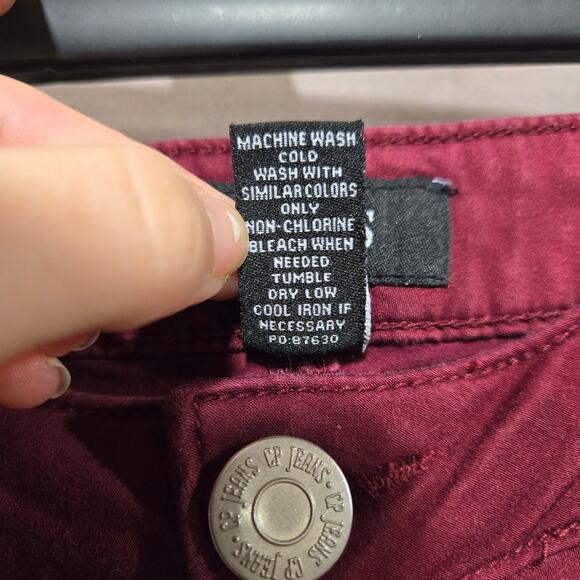 MACHINE WASH
COLD
WASH WITH
SIMILAR COLORS
ONLY
NON-CHLORINE
BLEACH WHEN
NEEDED
TUMBLE
DRY LOW
COOL IRON IF
NECESSARY
PO:87630
S
CP JEANS · CP JEANS · CP JEANS ·